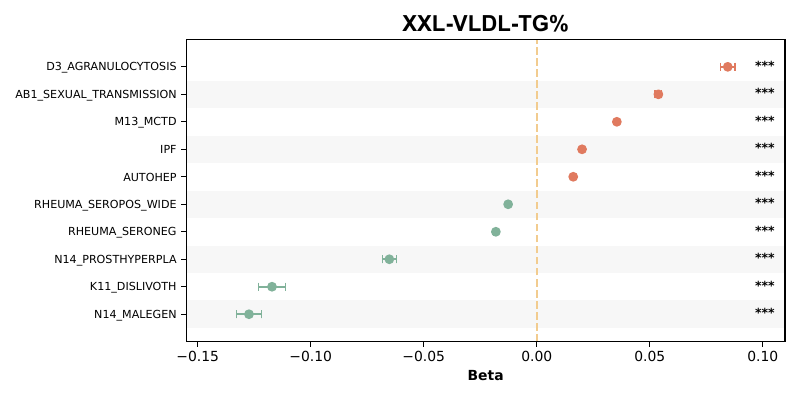 XXL-VLDL-TG%
D3_AGRANULOCYTOSIS ***
AB1_SEXUAL_TRANSMISSION ***
M13_MCTD ***
IPF ***
AUTOHEP ***
RHEUMA_SEROPOS_WIDE ***
RHEUMA_SERONEG ***
N14_PROSTHYPERPLA ***
K11_DISLIVOTH ***
N14_MALEGEN ***
−0.15 −0.10 −0.05 0.00 0.05 0.10
Beta